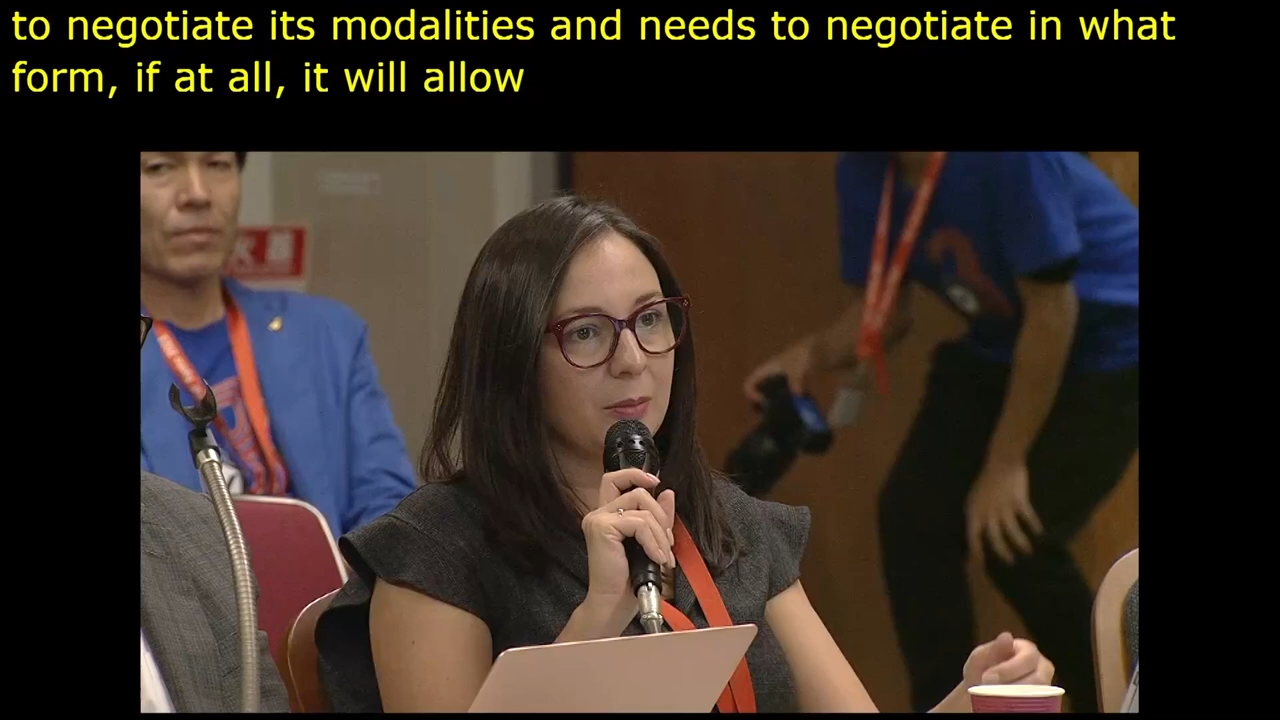 to negotiate its modalities and needs to negotiate in what
form, if at all, it will allow